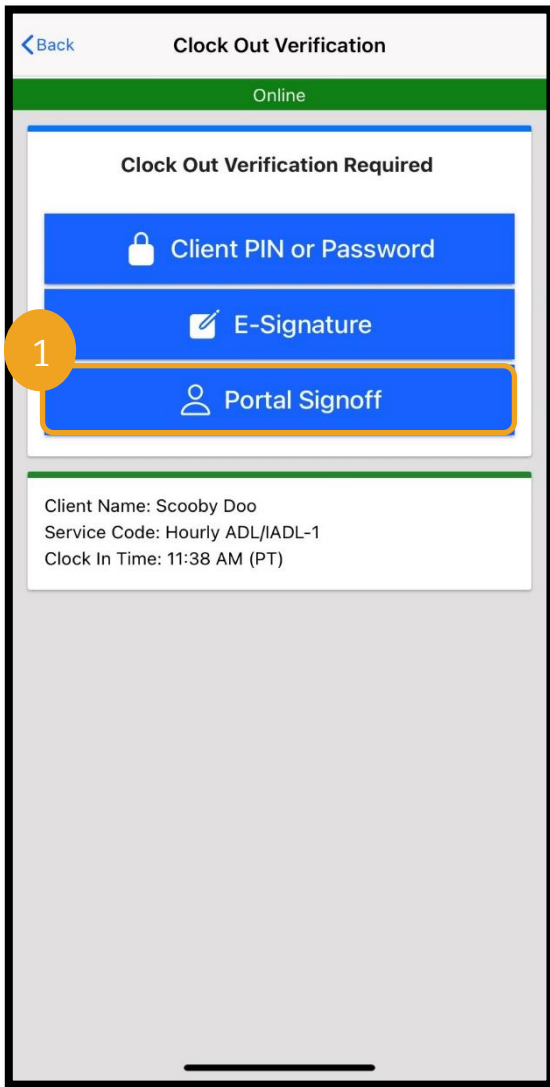 Back
Clock Out Verification
Online
Clock Out Verification Required
Client PIN or Password
E-Signature
1
Portal Signoff
Client Name: Scooby Doo
Service Code: Hourly ADL/IADL-1
Clock In Time: 11:38 AM (PT)